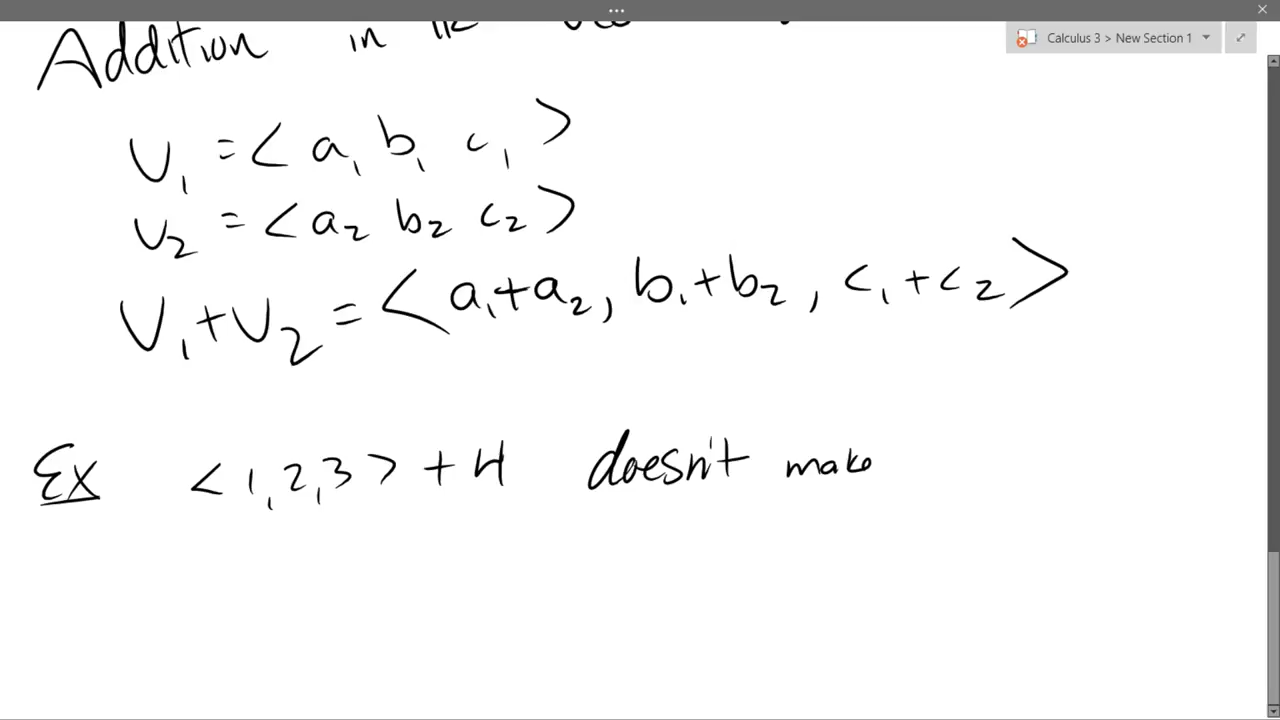 Calculus 3 > New Section 1
Addition in
V₁ = < a₁ b₁ c₁ >
V₂ = < a₂ b₂ c₂ >
V₁+V₂ = < a₁+a₂, b₁+b₂, c₁+c₂ >
Ex < 1, 2, 3 > + 4 doesn't make